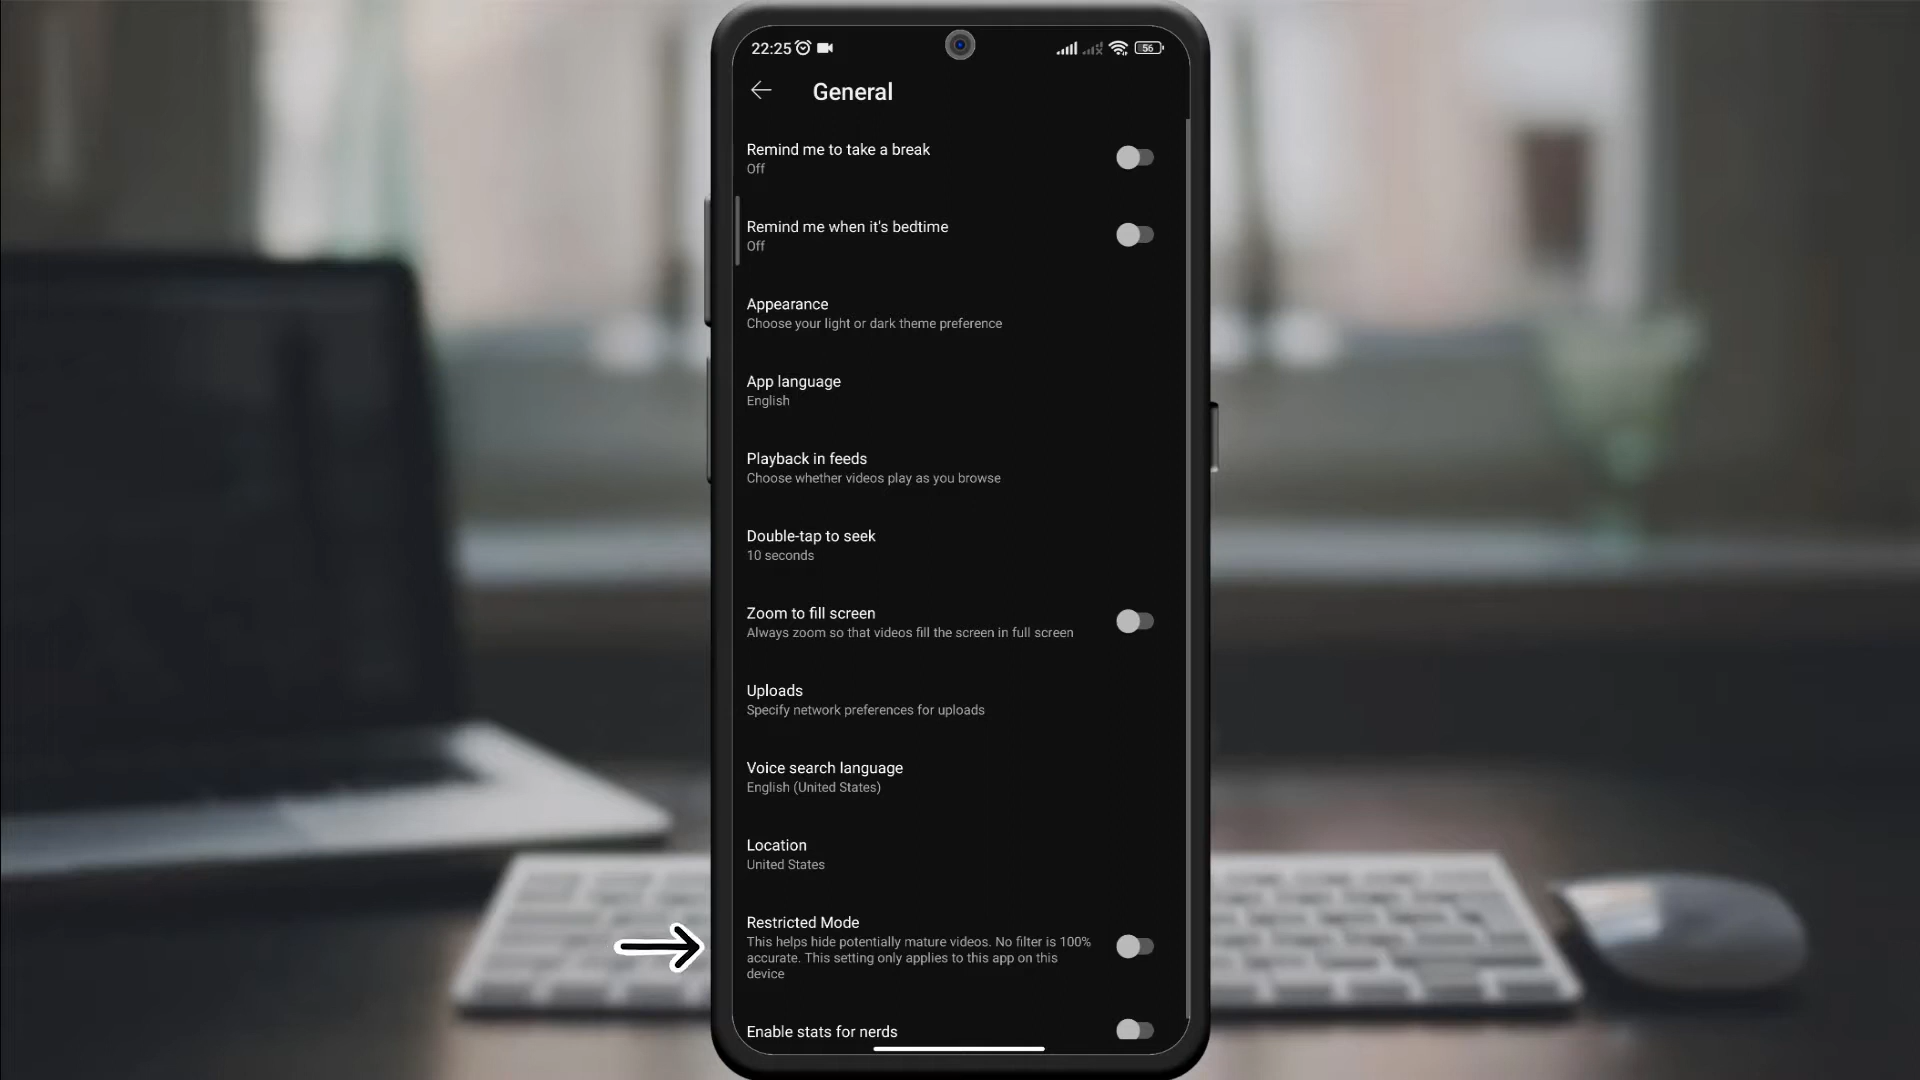 22:25
56
General
Remind me to take a break
Off
Remind me when it's bedtime
Off
Appearance
Choose your light or dark theme preference
App language
English
Playback in feeds
Choose whether videos play as you browse
Double-tap to seek
10 seconds
Zoom to fill screen
Always zoom so that videos fill the screen in full screen
Uploads
Specify network preferences for uploads
Voice search language
English (United States)
Location
United States
Restricted Mode
This helps hide potentially mature videos. No filter is 100%
accurate. This setting only applies to this app on this
device
Enable stats for nerds